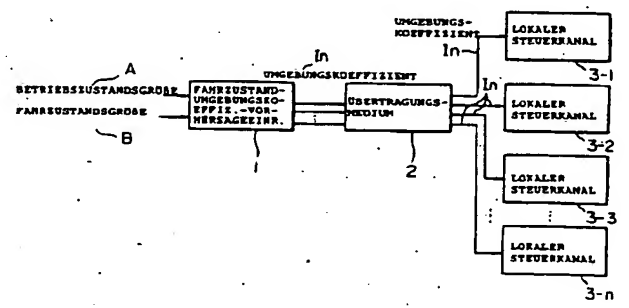 UMGEBUNGS-
KOEFFIZIENT
In
LOKALER
STEUERKANAL
3-1
A
In
UMGEBUNGSKOEFFIZIENT
BETRIEBSZUSTANDSGRÖßE
FAHRZUSTANDSGRÖßE
B
FAHRZUSTAND-
UMGEBUNGSKO-
EFFIZ.-VOR-
HERSAGEEINR.
1
ÜBERTRAGUNGS-
MEDIUM
2
In
LOKALER
STEUERKANAL
3-2
LOKALER
STEUERKANAL
3-3
LOKALER
STEUERKANAL
3-n